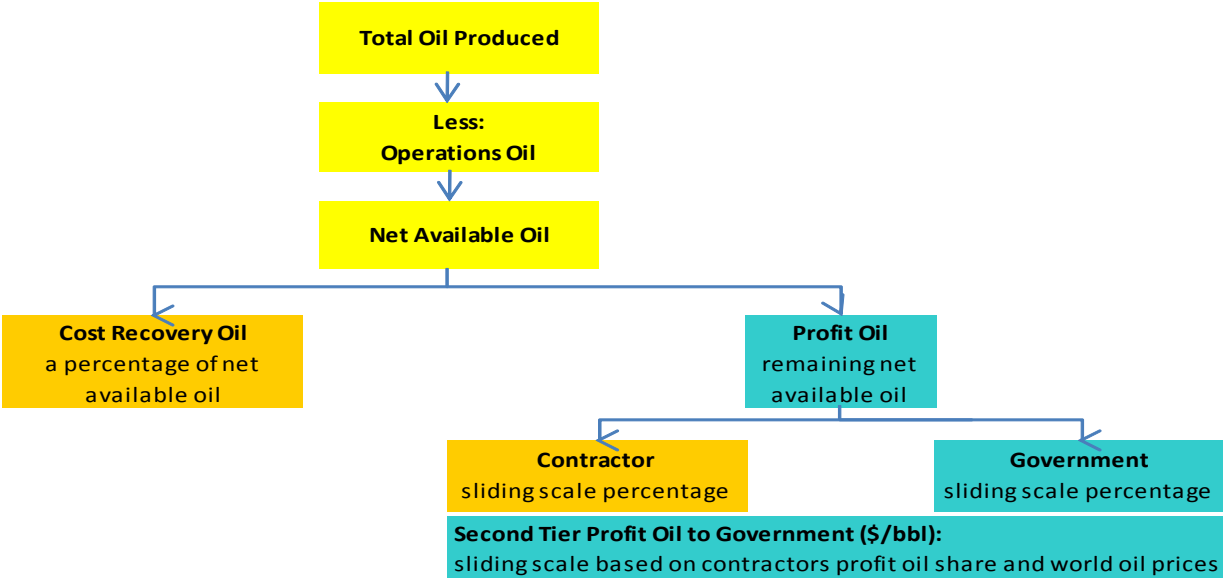 Total Oil Produced
Less:
Operations Oil
Net Available Oil
Cost Recovery Oil
a percentage of net
available oil
Profit Oil
remaining net
available oil
Contractor
sliding scale percentage
Government
sliding scale percentage
Second Tier Profit Oil to Government ($/bbl):
sliding scale based on contractors profit oil share and world oil prices